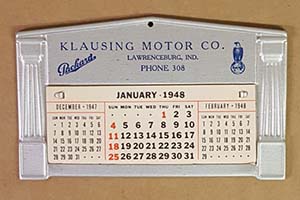 KLAUSING MOTOR CO.
Packard
LAWRENCEBURG, IND.
PHONE 308
JANUARY · 1948
DECEMBER · 1947
SUN MON TUE WED THU FRI SAT
1 2 3
4 5 6 7 8 9 10
11 12 13 14 15 16 17
18 19 20 21 22 23 24
25 26 27 28 29 30 31
FEBRUARY · 1948